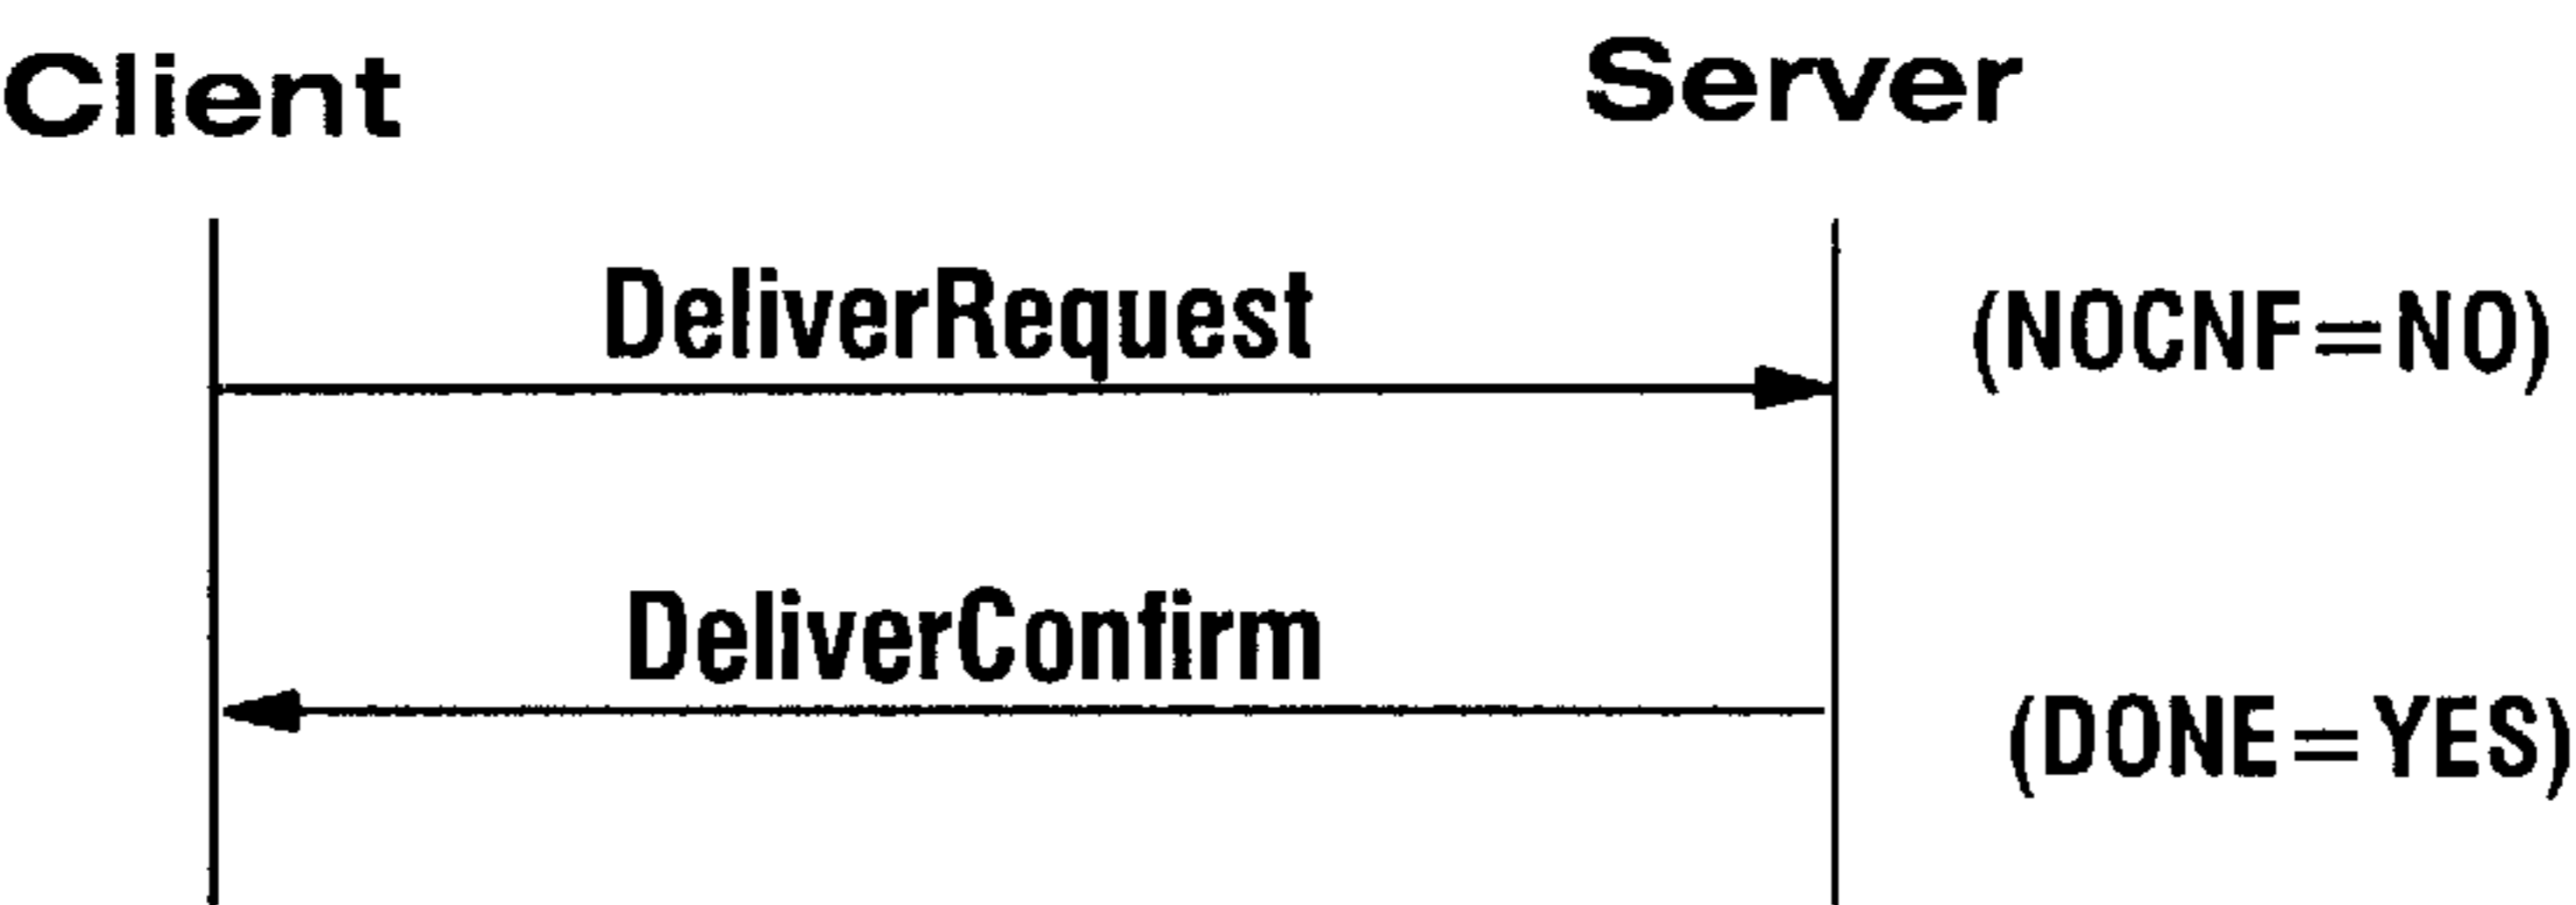 Client
Server
DeliverRequest
(NOCNF=NO)
DeliverConfirm
(DONE=YES)